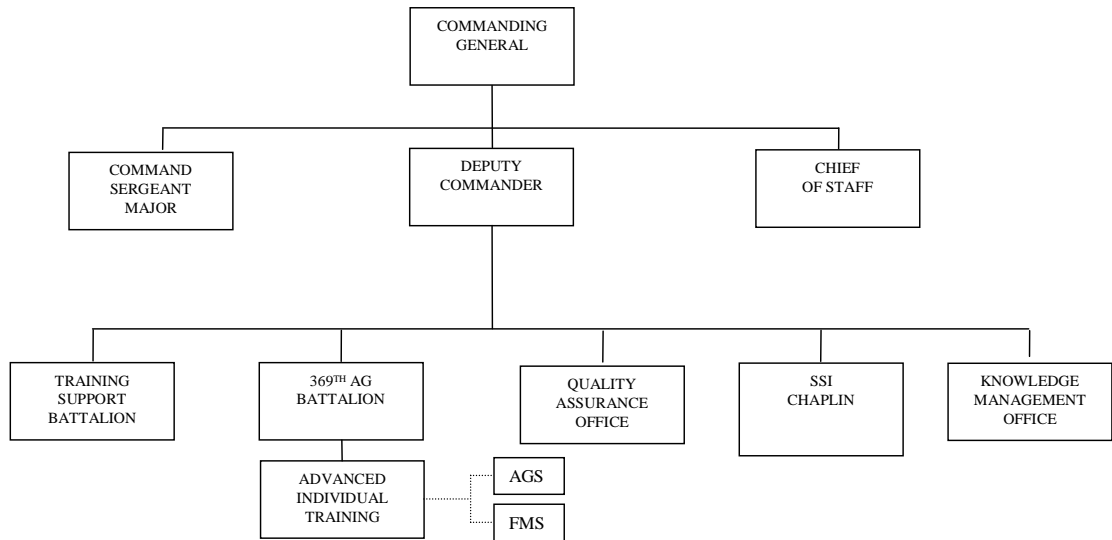 COMMANDING
GENERAL
COMMAND
SERGEANT
MAJOR
DEPUTY
COMMANDER
CHIEF
OF STAFF
TRAINING
SUPPORT
BATTALION
369TH AG
BATTALION
QUALITY
ASSURANCE
OFFICE
SSI
CHAPLIN
KNOWLEDGE
MANAGEMENT
OFFICE
ADVANCED
INDIVIDUAL
TRAINING
AGS
FMS